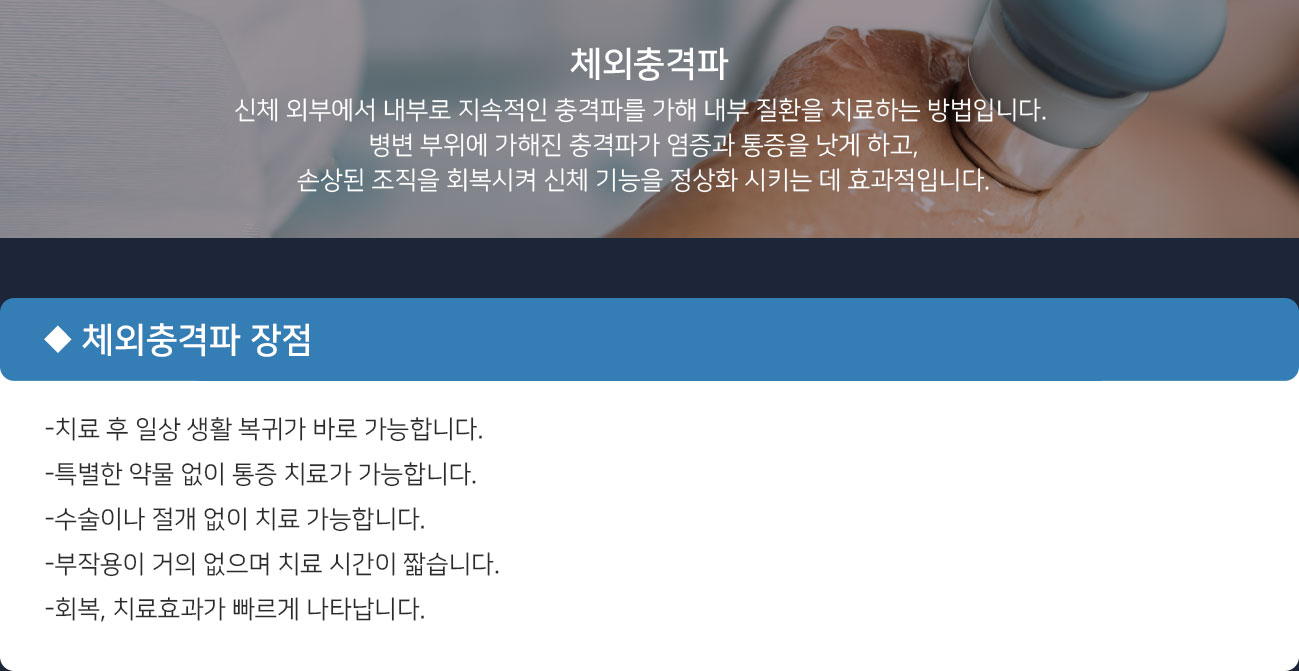 체외충격파
신체 외부에서 내부로 지속적인 충격파를 가해 내부 질환을 치료하는 방법입니다.
병변 부위에 가해진 충격파가 염증과 통증을 낫게 하고,
손상된 조직을 회복시켜 신체 기능을 정상화 시키는 데 효과적입니다.
◆ 체외충격파 장점
-치료 후 일상 생활 복귀가 바로 가능합니다.
-특별한 약물 없이 통증 치료가 가능합니다.
-수술이나 절개 없이 치료 가능합니다.
-부작용이 거의 없으며 치료 시간이 짧습니다.
-회복, 치료효과가 빠르게 나타납니다.